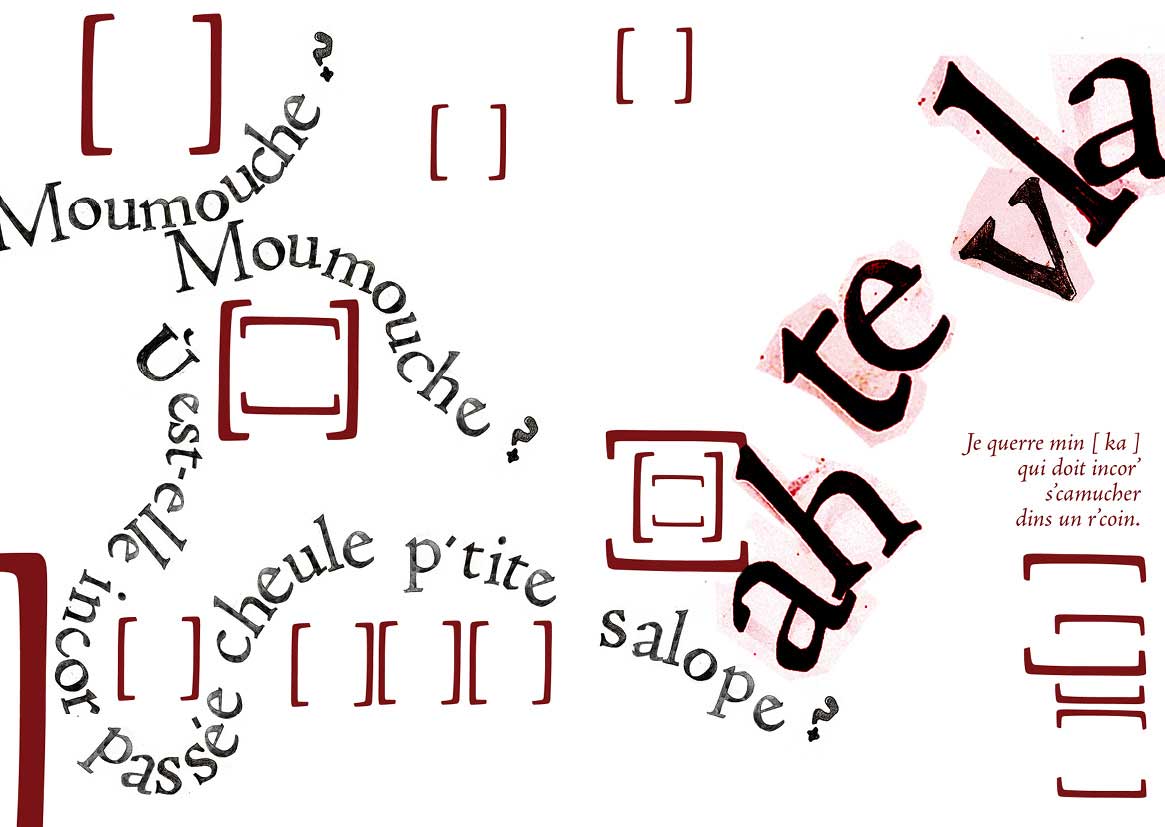 Moumouche ?
Moumouche ?
Ù est-elle incor passèe cheule p'tite
salope ?
ah te vla
Je querre min [ ka ]
qui doit incor'
s'camucher
dins un r'coin.